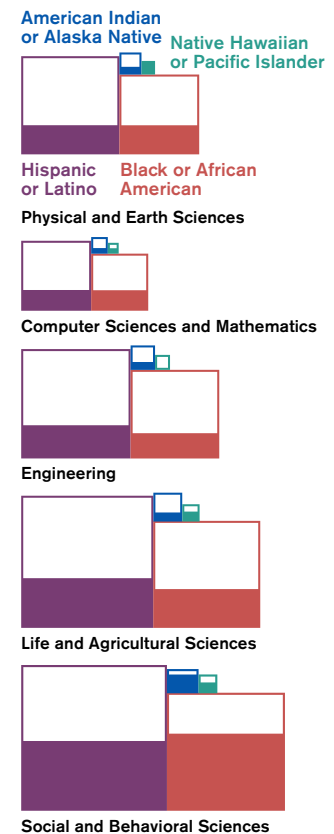 American Indian
or Alaska Native
Native Hawaiian
or Pacific Islander
Hispanic
or Latino
Black or African
American
Physical and Earth Sciences
Computer Sciences and Mathematics
Engineering
Life and Agricultural Sciences
Social and Behavioral Sciences